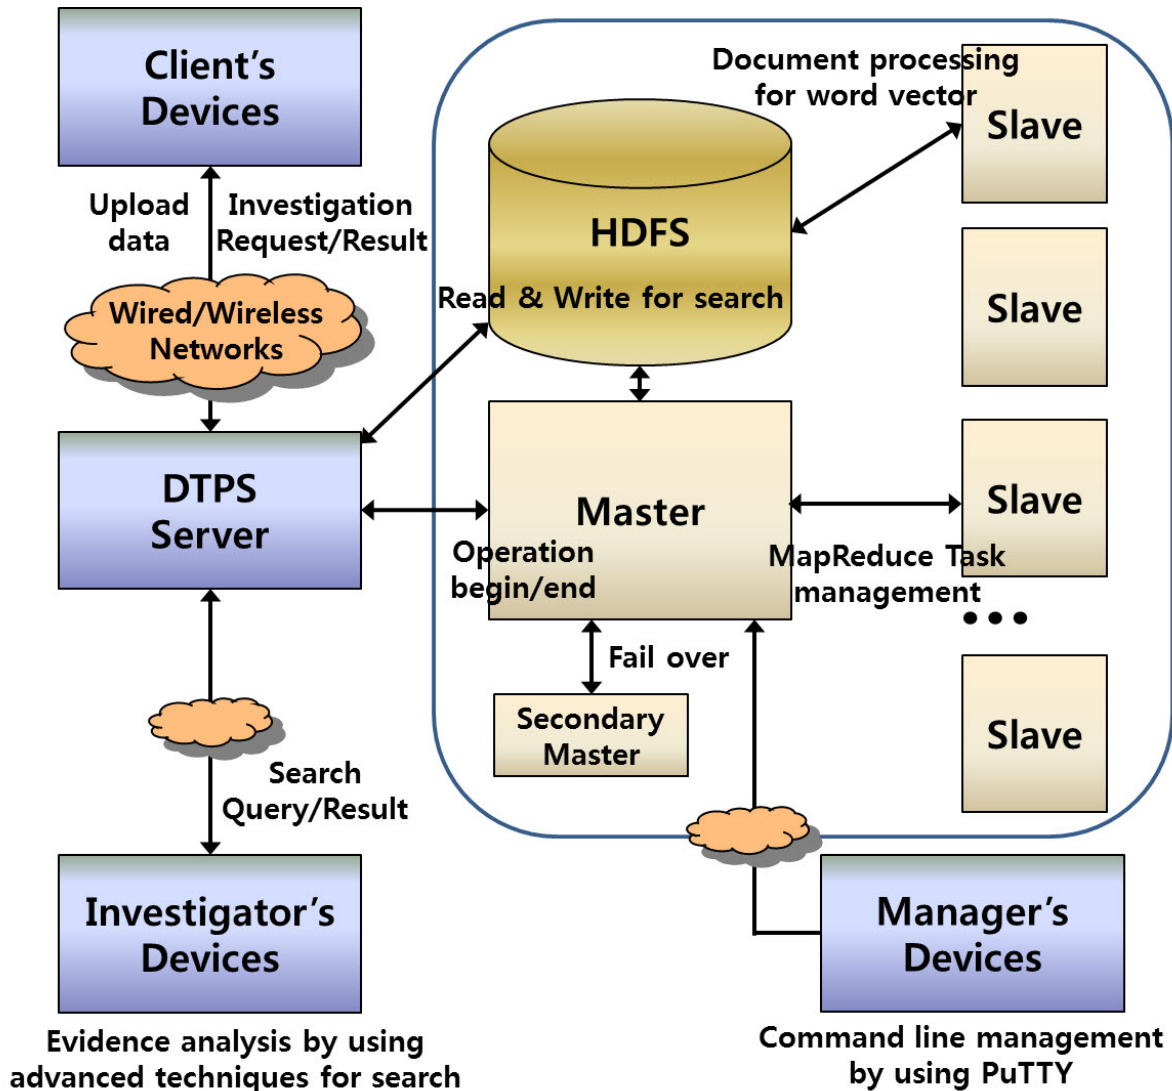 Client's
Devices
Upload
data
Investigation
Request/Result
Wired/Wireless
Networks
DTPS
Server
Search
Query/Result
Investigator's
Devices
Evidence analysis by using
advanced techniques for search
Document processing
for word vector
HDFS
Read & Write for search
Master
Operation
begin/end
MapReduce Task
management
Fail over
Secondary
Master
Slave
Slave
Slave
...
Slave
Manager's
Devices
Command line management
by using PuTTY